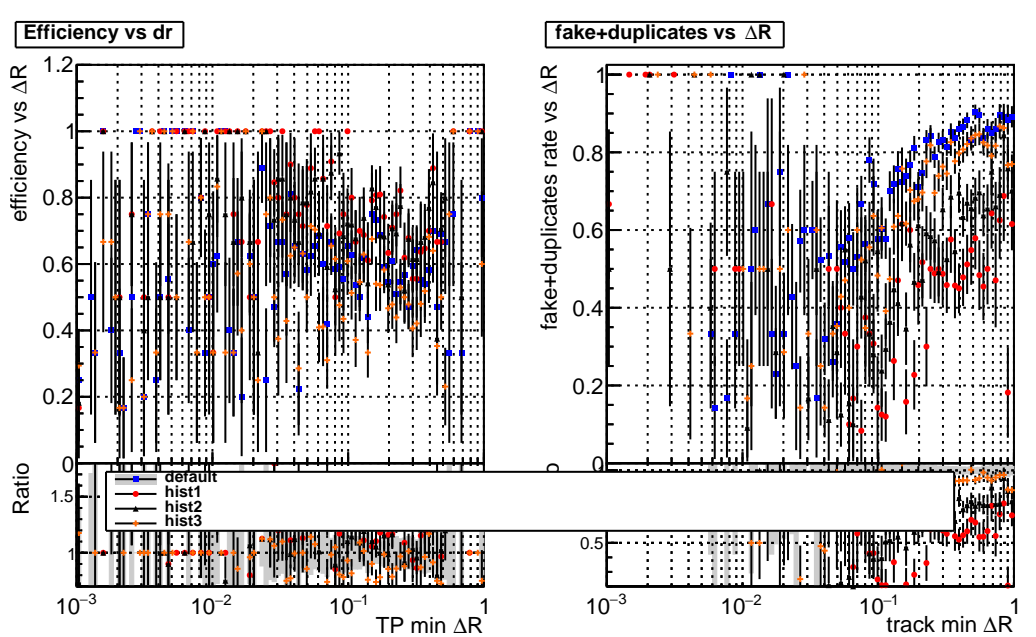 Efficiency vs dr
fake+duplicates vs ΔR
efficiency vs ΔR
1.2
1
0.8
0.6
0.4
0.2
0
fake+duplicates rate vs ΔR
1
0.8
0.6
0.4
0.2
Ratio
1.5
1
0.5
default
hist1
hist2
hist3
10⁻³
10⁻²
10⁻¹
1
TP min ΔR
10⁻³
10⁻²
10⁻¹
1
track min ΔR